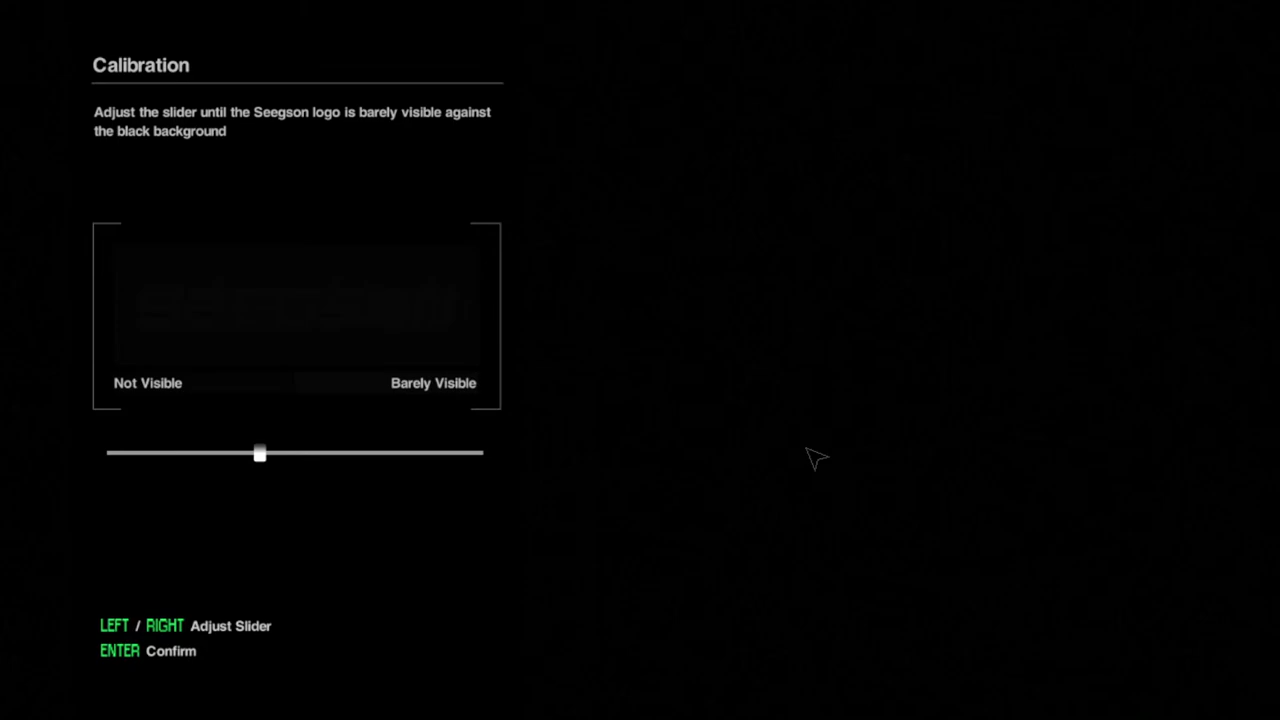 Calibration
Adjust the slider until the Seegson logo is barely visible against
the black background
Not Visible
Barely Visible
LEFT / RIGHT Adjust Slider
ENTER Confirm